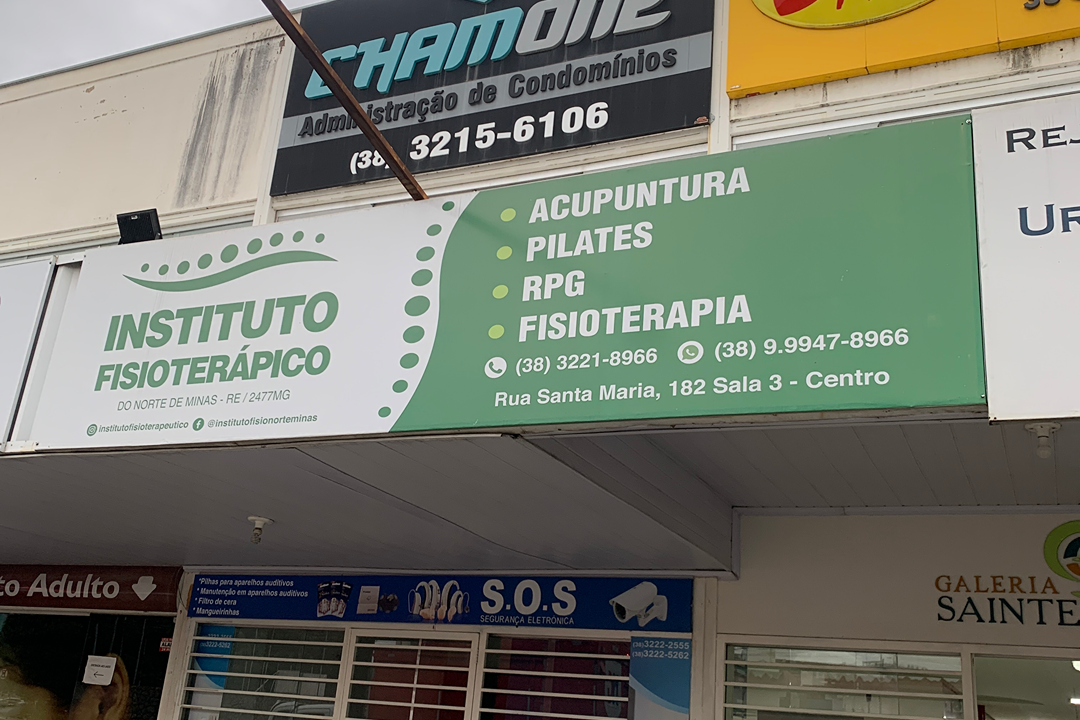 CHAMONE
Administração de Condomínios
(38) 3215-6106
INSTITUTO
FISIOTERÁPICO
DO NORTE DE MINAS - RE / 2477MG
institutofisioterapeutico @institutofisionorteminas
ACUPUNTURA
PILATES
RPG
FISIOTERAPIA
(38) 3221-8966 (38) 9.9947-8966
Rua Santa Maria, 182 Sala 3 - Centro
Adulto
*Pilhas para aparelhos auditivos
*Manutenção em aparelhos auditivos
* Filtro de cera
* Mangueirinhas
S.O.S
SEGURANÇA ELETRÔNICA
(38)3222-2555
(38)3222-5262
GALERIA
SAINTE